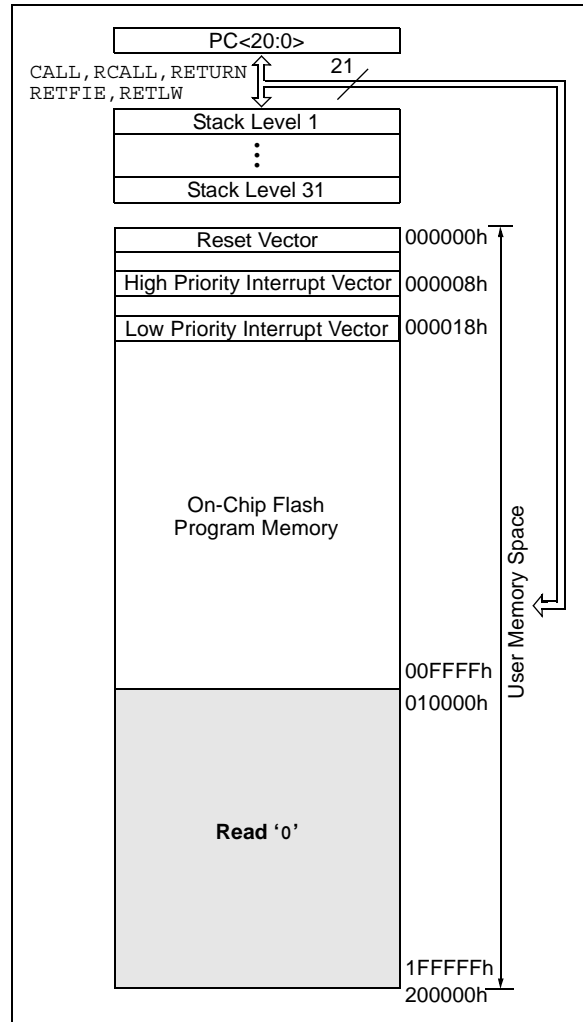 PC<20:0>
CALL,RCALL,RETURN
RETFIE,RETLW
21
Stack Level 1
Stack Level 31
Reset Vector
000000h
High Priority Interrupt Vector
000008h
Low Priority Interrupt Vector
000018h
On-Chip Flash
Program Memory
User Memory Space
00FFFFh
010000h
Read ‘0’
1FFFFFh
200000h